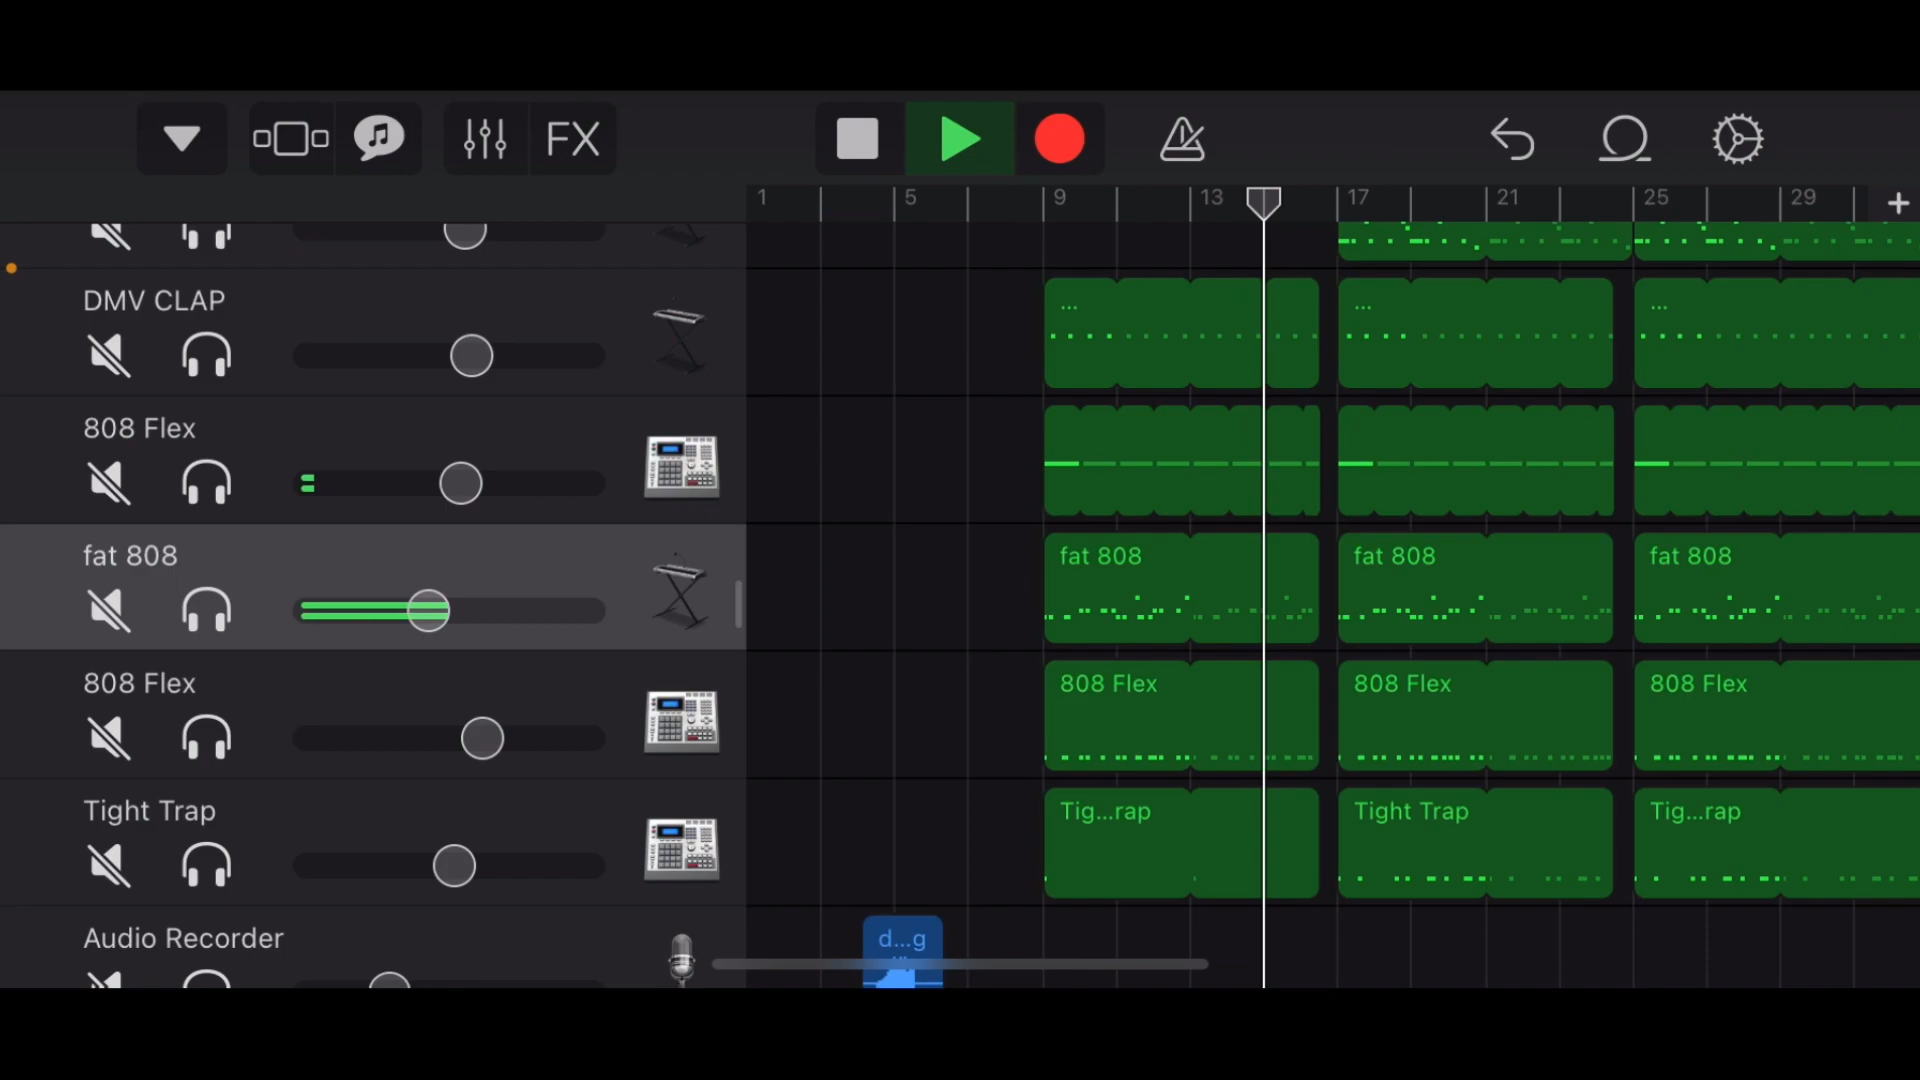 FX
1 5 9 13 17 21 25 29
DMV CLAP
... ... ...
808 Flex
fat 808
fat 808 fat 808 fat 808
808 Flex
808 Flex 808 Flex 808 Flex
Tight Trap
Tig...rap Tight Trap Tig...rap
Audio Recorder
d...g